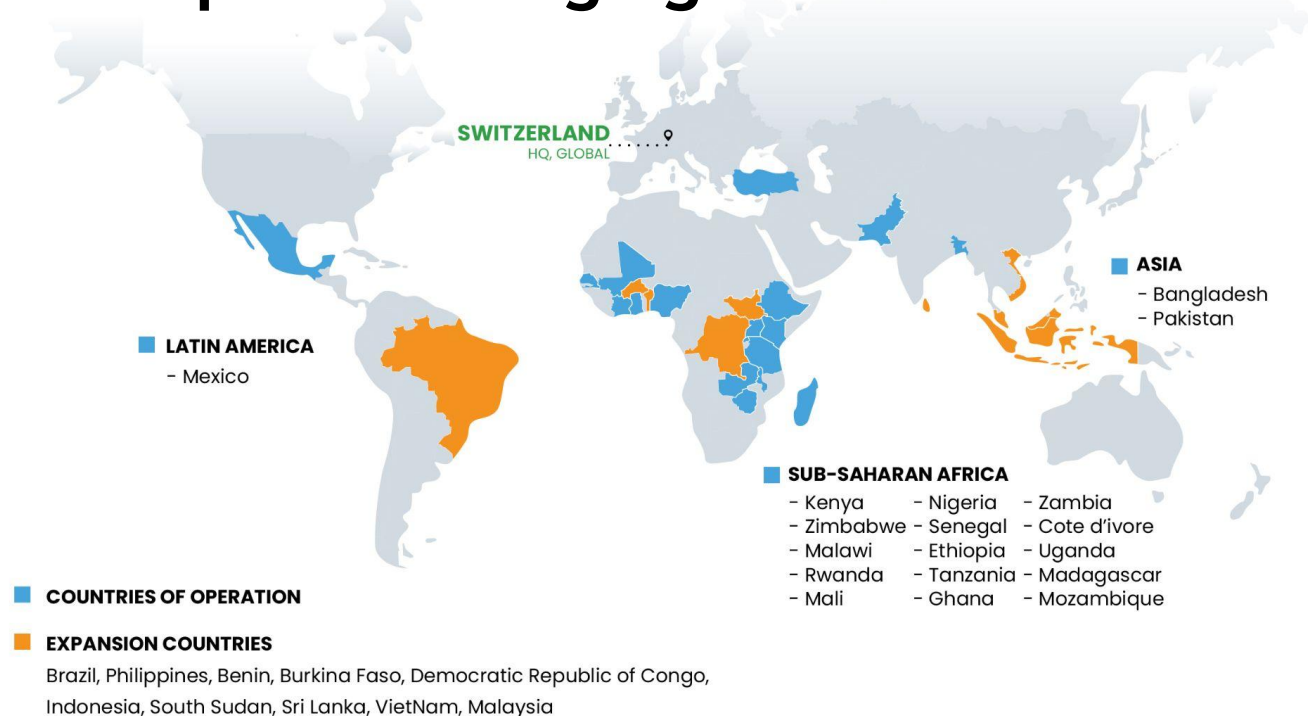 SWITZERLAND
HQ, GLOBAL
ASIA
- Bangladesh
- Pakistan
LATIN AMERICA
- Mexico
SUB-SAHARAN AFRICA
- Kenya - Nigeria - Zambia
- Zimbabwe - Senegal - Cote d’ivore
- Malawi - Ethiopia - Uganda
- Rwanda - Tanzania - Madagascar
- Mali - Ghana - Mozambique
COUNTRIES OF OPERATION
EXPANSION COUNTRIES
Brazil, Philippines, Benin, Burkina Faso, Democratic Republic of Congo,
Indonesia, South Sudan, Sri Lanka, VietNam, Malaysia